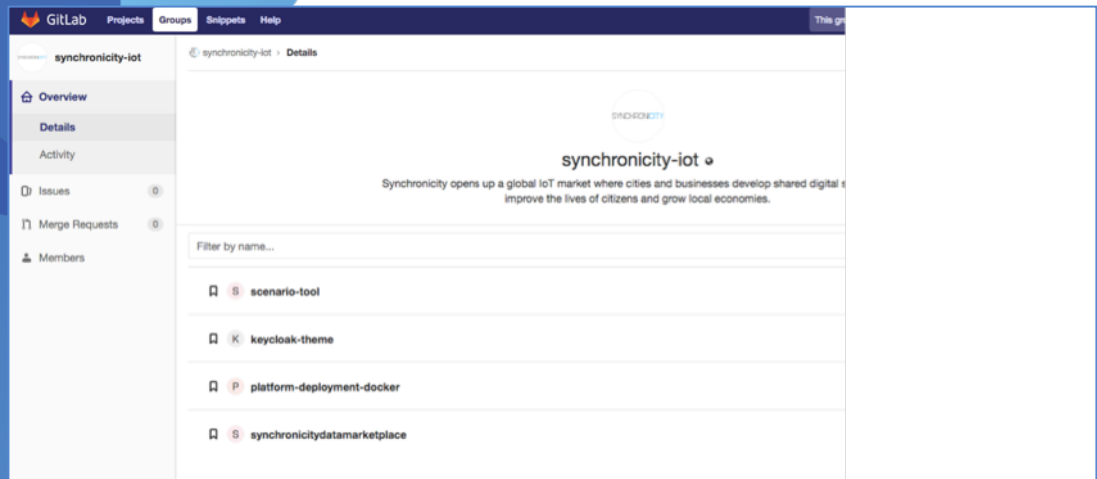 GitLab Projects Groups Snippets Help This gr
synchronicity-iot
synchronicity-iot › Details
Overview
Details
Activity
Issues 0
Merge Requests 0
Members
SYNCHRONICITY
synchronicity-iot
Synchronicity opens up a global IoT market where cities and businesses develop shared digital s
improve the lives of citizens and grow local economies.
Filter by name...
S scenario-tool
K keycloak-theme
P platform-deployment-docker
S synchronicitydatamarketplace